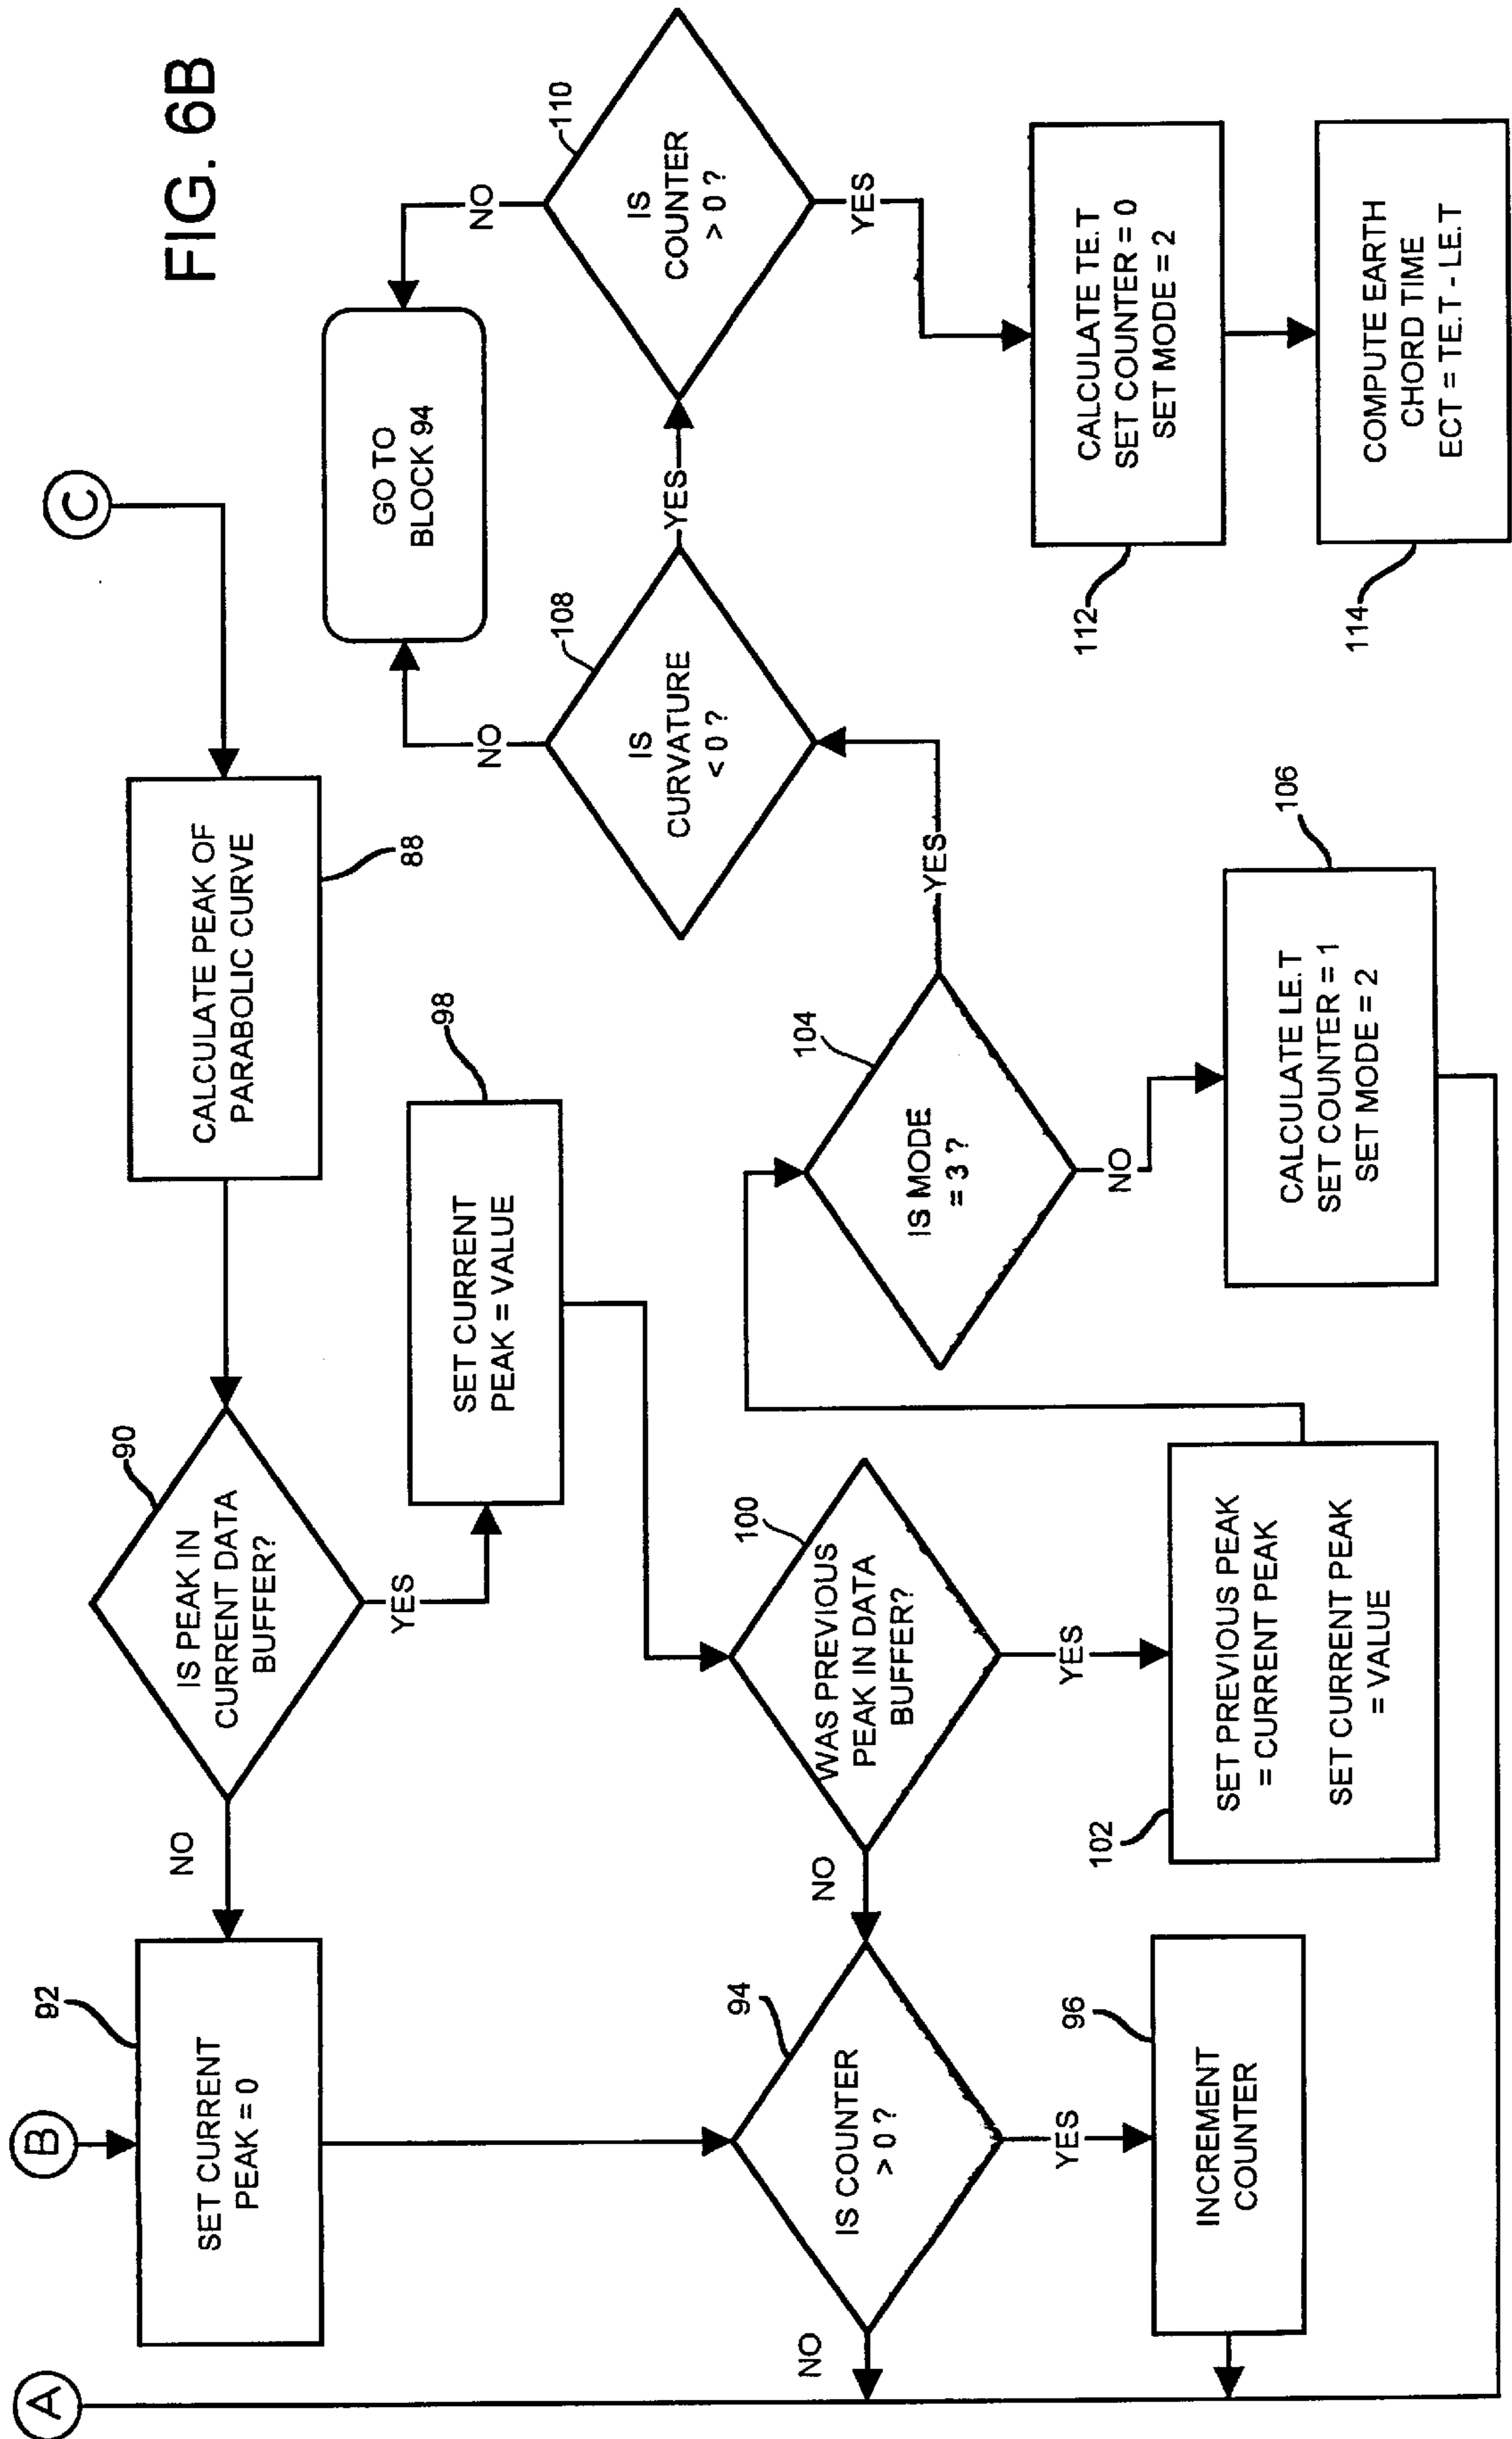 FIG. 6B
C
CALCULATE PEAK OF
PARABOLIC CURVE
88
90
IS PEAK IN
CURRENT DATA
BUFFER?
NO
YES
B
92
SET CURRENT
PEAK = 0
98
SET CURRENT
PEAK = VALUE
100
WAS PREVIOUS
PEAK IN DATA
BUFFER?
NO
YES
94
IS COUNTER
> 0 ?
NO
YES
96
INCREMENT
COUNTER
A
102
SET PREVIOUS PEAK
= CURRENT PEAK
SET CURRENT PEAK
= VALUE
104
IS MODE
= 3 ?
YES
NO
106
CALCULATE LE.T
SET COUNTER = 1
SET MODE = 2
108
IS
CURVATURE
< 0 ?
NO
YES
GO TO
BLOCK 94
110
IS
COUNTER
> 0 ?
NO
YES
112
CALCULATE TE.T
SET COUNTER = 0
SET MODE = 2
114
COMPUTE EARTH
CHORD TIME
ECT = TE.T - LE.T